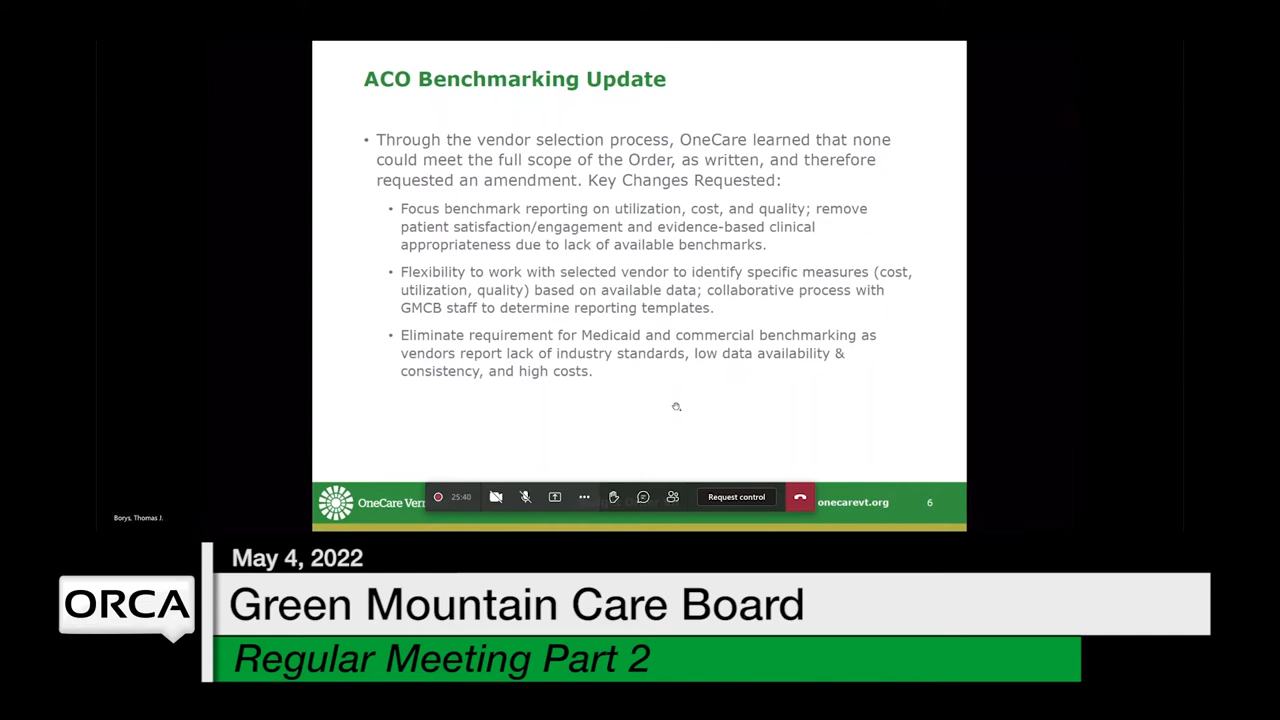 ACO Benchmarking Update
• Through the vendor selection process, OneCare learned that none
could meet the full scope of the Order, as written, and therefore
requested an amendment. Key Changes Requested:
• Focus benchmark reporting on utilization, cost, and quality; remove
patient satisfaction/engagement and evidence-based clinical
appropriateness due to lack of available benchmarks.
• Flexibility to work with selected vendor to identify specific measures (cost,
utilization, quality) based on available data; collaborative process with
GMCB staff to determine reporting templates.
• Eliminate requirement for Medicaid and commercial benchmarking as
vendors report lack of industry standards, low data availability &
consistency, and high costs.
OneCare Ver
25:40
Request control
onecarevt.org
6
Borys, Thomas J.
May 4, 2022
ORCA
Green Mountain Care Board
Regular Meeting Part 2